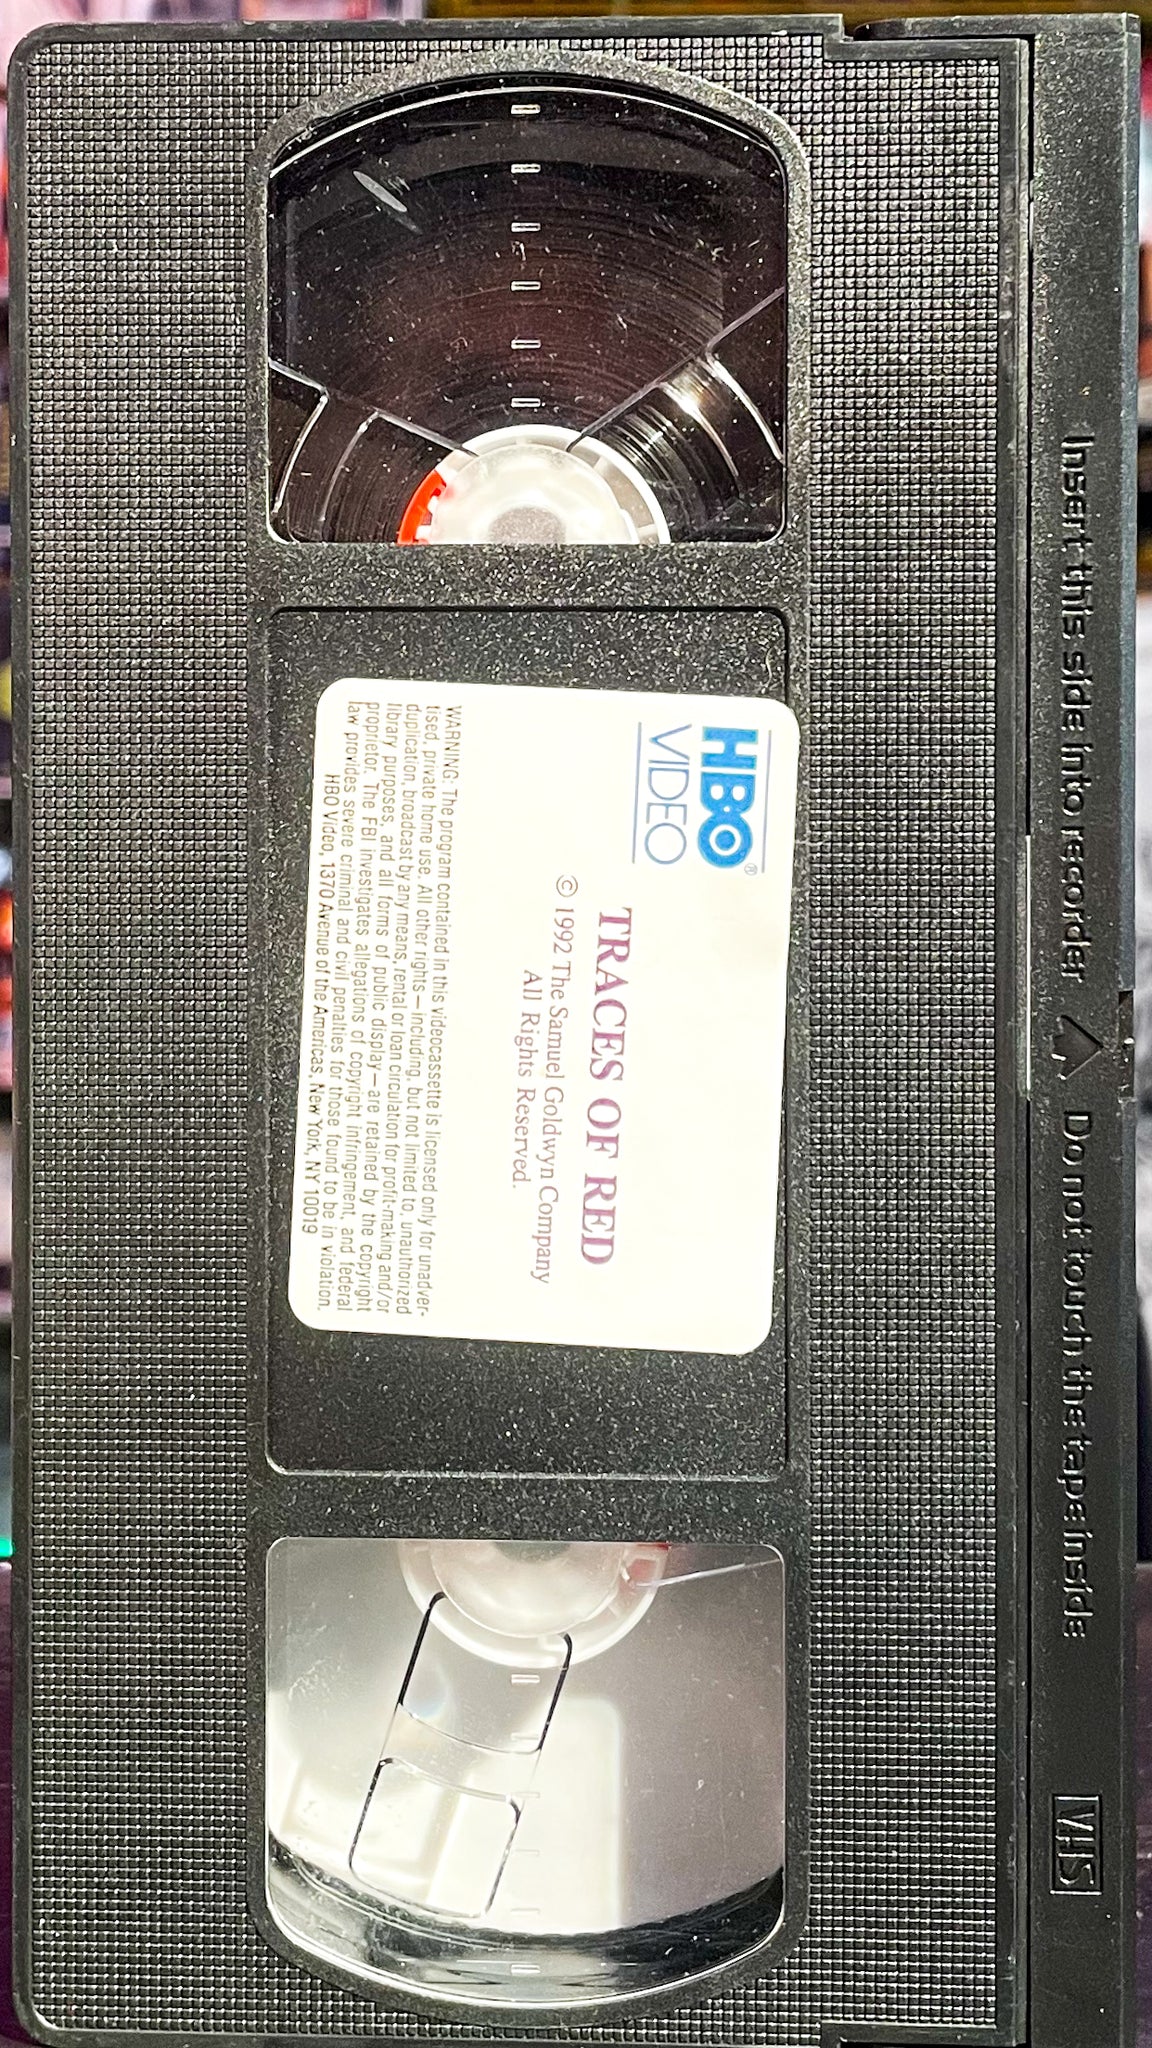 Insert this side into recorder
Do not touch the tape inside
VHS
HBO®
VIDEO
TRACES OF RED
© 1992 The Samuel Goldwyn Company
All Rights Reserved.
WARNING: The program contained in this videocassette is licensed only for unadver-
tised, private home use. All other rights—including, but not limited to, unauthorized
duplication, broadcast by any means, rental or loan circulation for profit-making and/or
library purposes, and all forms of public display—are retained by the copyright
proprietor. The FBI investigates allegations of copyright infringement, and federal
law provides severe criminal and civil penalties for those found to be in violation.
HBO Video, 1370 Avenue of the Americas, New York, NY 10019